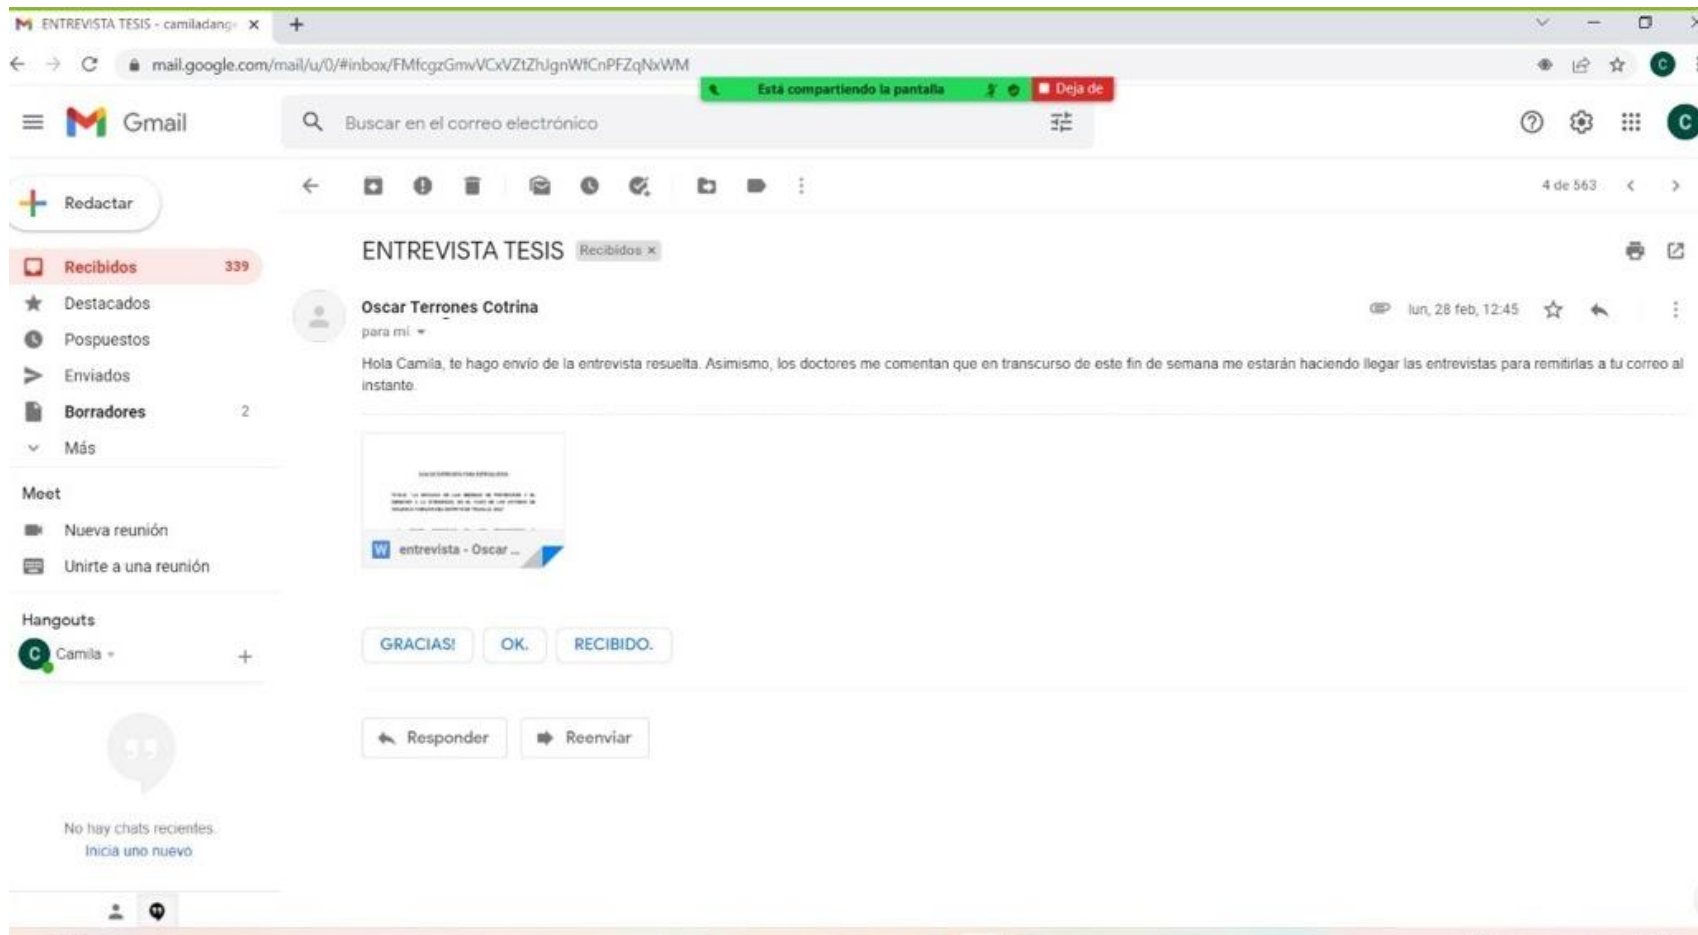 ENTREVISTA TESIS - camiladang
mail.google.com/mail/u/0/#inbox/FMfcgzGmvVCxVZtZhJgnWfCnPFZqNxWM
C
Está compartiendo la pantalla
Deja de
Gmail
Buscar en el correo electrónico
C
Redactar
4 de 563
ENTREVISTA TESIS Recibidos ×
Recibidos 339
Destacados
Pospuestos
Enviados
Borradores 2
Más
Oscar Terrones Cotrina
lun, 28 feb, 12:45
para mí
Hola Camila, te hago envío de la entrevista resuelta. Asimismo, los doctores me comentan que en transcurso de este fin de semana me estarán haciendo llegar las entrevistas para remitirlas a tu correo al
instante.
Meet
Nueva reunión
Unirte a una reunión
W entrevista - Oscar ...
Hangouts
C Camila
GRACIAS! OK. RECIBIDO.
Responder Reenviar
No hay chats recientes.
Inicia uno nuevo